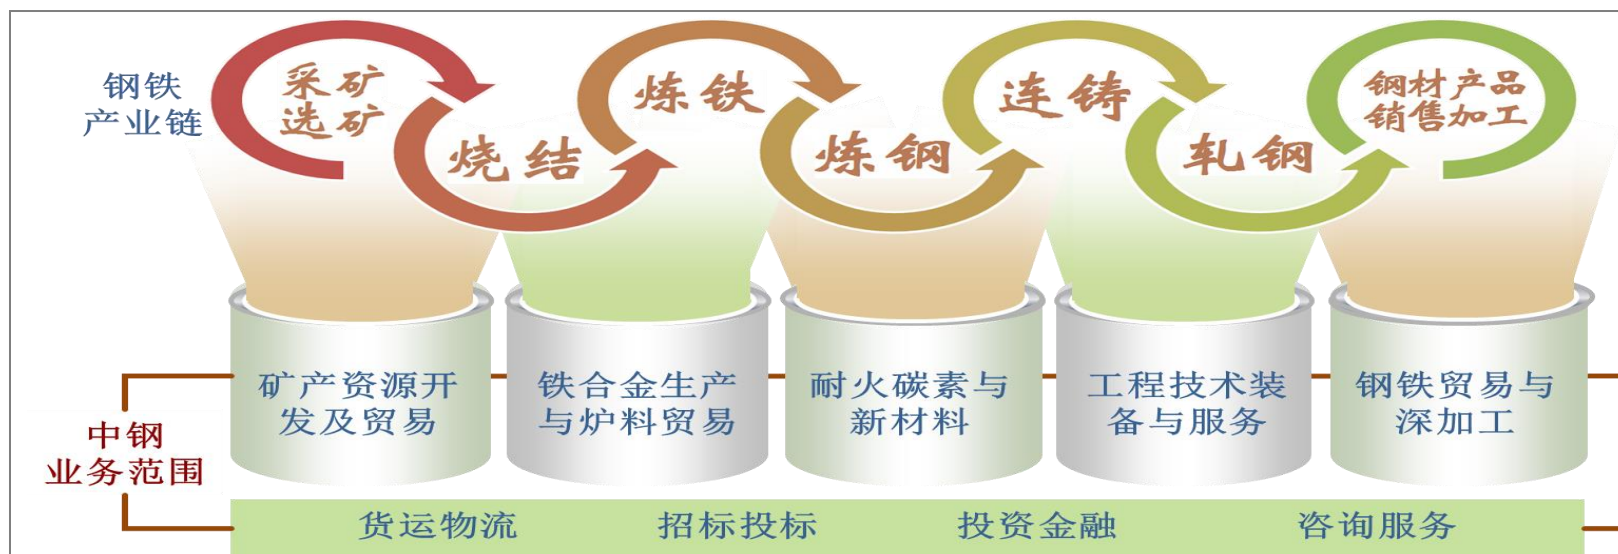 钢铁
产业链
采矿
选矿
烧结
炼铁
炼钢
连铸
轧钢
钢材产品
销售加工
中钢
业务范围
矿产资源开
发及贸易
铁合金生产
与炉料贸易
耐火碳素与
新材料
工程技术装
备与服务
钢铁贸易与
深加工
货运物流 招标投标 投资金融 咨询服务